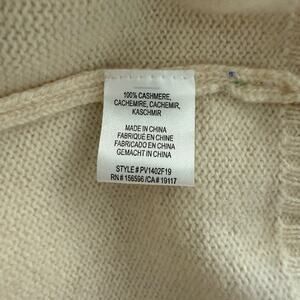 100% CASHMERE,
CACHEMIRE, CACHEMIR,
KASCHMIR
MADE IN CHINA
FABRIQUÉ EN CHINE
FABRICADO EN CHINA
GEMACHT IN CHINA
STYLE # PV1402F19
RN # 156596 /CA # 19117